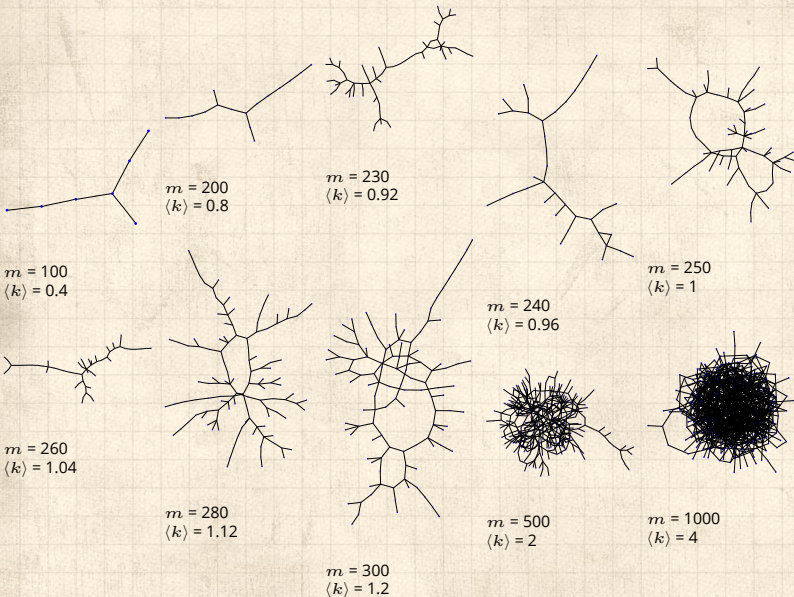 m = 100
⟨k⟩ = 0.4
m = 200
⟨k⟩ = 0.8
m = 230
⟨k⟩ = 0.92
m = 240
⟨k⟩ = 0.96
m = 250
⟨k⟩ = 1
m = 260
⟨k⟩ = 1.04
m = 280
⟨k⟩ = 1.12
m = 300
⟨k⟩ = 1.2
m = 500
⟨k⟩ = 2
m = 1000
⟨k⟩ = 4